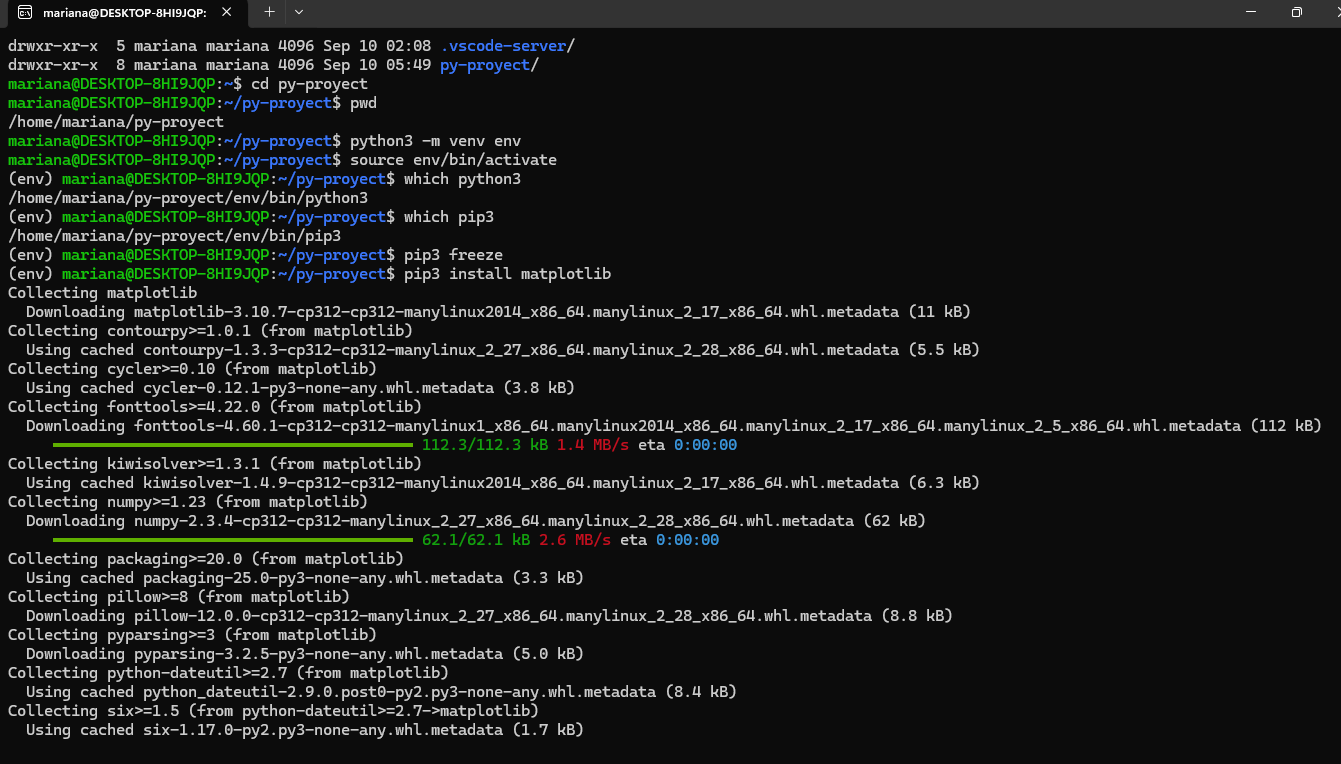 mariana@DESKTOP-8HI9JQP:
drwxr-xr-x  5 mariana mariana 4096 Sep 10 02:08 .vscode-server/
drwxr-xr-x  8 mariana mariana 4096 Sep 10 05:49 py-proyect/
mariana@DESKTOP-8HI9JQP:~$ cd py-proyect
mariana@DESKTOP-8HI9JQP:~/py-proyect$ pwd
/home/mariana/py-proyect
mariana@DESKTOP-8HI9JQP:~/py-proyect$ python3 -m venv env
mariana@DESKTOP-8HI9JQP:~/py-proyect$ source env/bin/activate
(env) mariana@DESKTOP-8HI9JQP:~/py-proyect$ which python3
/home/mariana/py-proyect/env/bin/python3
(env) mariana@DESKTOP-8HI9JQP:~/py-proyect$ which pip3
/home/mariana/py-proyect/env/bin/pip3
(env) mariana@DESKTOP-8HI9JQP:~/py-proyect$ pip3 freeze
(env) mariana@DESKTOP-8HI9JQP:~/py-proyect$ pip3 install matplotlib
Collecting matplotlib
  Downloading matplotlib-3.10.7-cp312-cp312-manylinux2014_x86_64.manylinux_2_17_x86_64.whl.metadata (11 kB)
Collecting contourpy>=1.0.1 (from matplotlib)
  Using cached contourpy-1.3.3-cp312-cp312-manylinux_2_27_x86_64.manylinux_2_28_x86_64.whl.metadata (5.5 kB)
Collecting cycler>=0.10 (from matplotlib)
  Using cached cycler-0.12.1-py3-none-any.whl.metadata (3.8 kB)
Collecting fonttools>=4.22.0 (from matplotlib)
  Downloading fonttools-4.60.1-cp312-cp312-manylinux1_x86_64.manylinux2014_x86_64.manylinux_2_17_x86_64.manylinux_2_5_x86_64.whl.metadata (112 kB)
112.3/112.3 kB 1.4 MB/s eta 0:00:00
Collecting kiwisolver>=1.3.1 (from matplotlib)
  Using cached kiwisolver-1.4.9-cp312-cp312-manylinux2014_x86_64.manylinux_2_17_x86_64.whl.metadata (6.3 kB)
Collecting numpy>=1.23 (from matplotlib)
  Downloading numpy-2.3.4-cp312-cp312-manylinux_2_27_x86_64.manylinux_2_28_x86_64.whl.metadata (62 kB)
62.1/62.1 kB 2.6 MB/s eta 0:00:00
Collecting packaging>=20.0 (from matplotlib)
  Using cached packaging-25.0-py3-none-any.whl.metadata (3.3 kB)
Collecting pillow>=8 (from matplotlib)
  Downloading pillow-12.0.0-cp312-cp312-manylinux_2_27_x86_64.manylinux_2_28_x86_64.whl.metadata (8.8 kB)
Collecting pyparsing>=3 (from matplotlib)
  Downloading pyparsing-3.2.5-py3-none-any.whl.metadata (5.0 kB)
Collecting python-dateutil>=2.7 (from matplotlib)
  Using cached python_dateutil-2.9.0.post0-py2.py3-none-any.whl.metadata (8.4 kB)
Collecting six>=1.5 (from python-dateutil>=2.7->matplotlib)
  Using cached six-1.17.0-py2.py3-none-any.whl.metadata (1.7 kB)